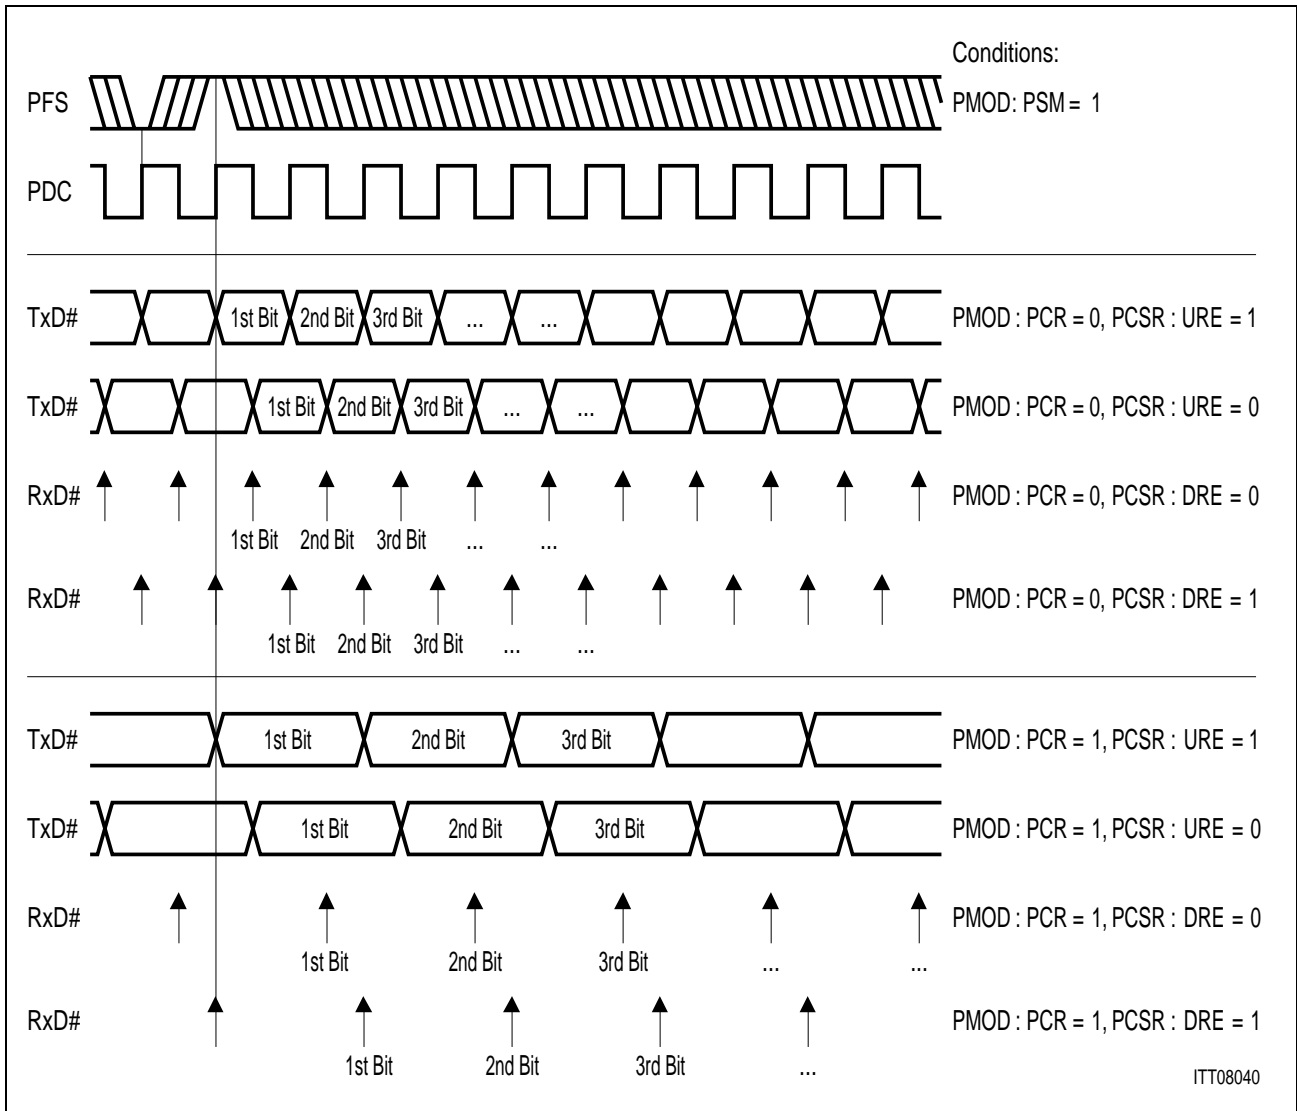 Conditions:
PFS
PMOD: PSM = 1
PDC
TxD# 1st Bit 2nd Bit 3rd Bit ... ... PMOD : PCR = 0, PCSR : URE = 1
TxD# 1st Bit 2nd Bit 3rd Bit ... ... PMOD : PCR = 0, PCSR : URE = 0
RxD# PMOD : PCR = 0, PCSR : DRE = 0
1st Bit 2nd Bit 3rd Bit ... ...
RxD# PMOD : PCR = 0, PCSR : DRE = 1
1st Bit 2nd Bit 3rd Bit ... ...
TxD# 1st Bit 2nd Bit 3rd Bit PMOD : PCR = 1, PCSR : URE = 1
TxD# 1st Bit 2nd Bit 3rd Bit PMOD : PCR = 1, PCSR : URE = 0
RxD# PMOD : PCR = 1, PCSR : DRE = 0
1st Bit 2nd Bit 3rd Bit ... ...
RxD# PMOD : PCR = 1, PCSR : DRE = 1
1st Bit 2nd Bit 3rd Bit ...
ITT08040